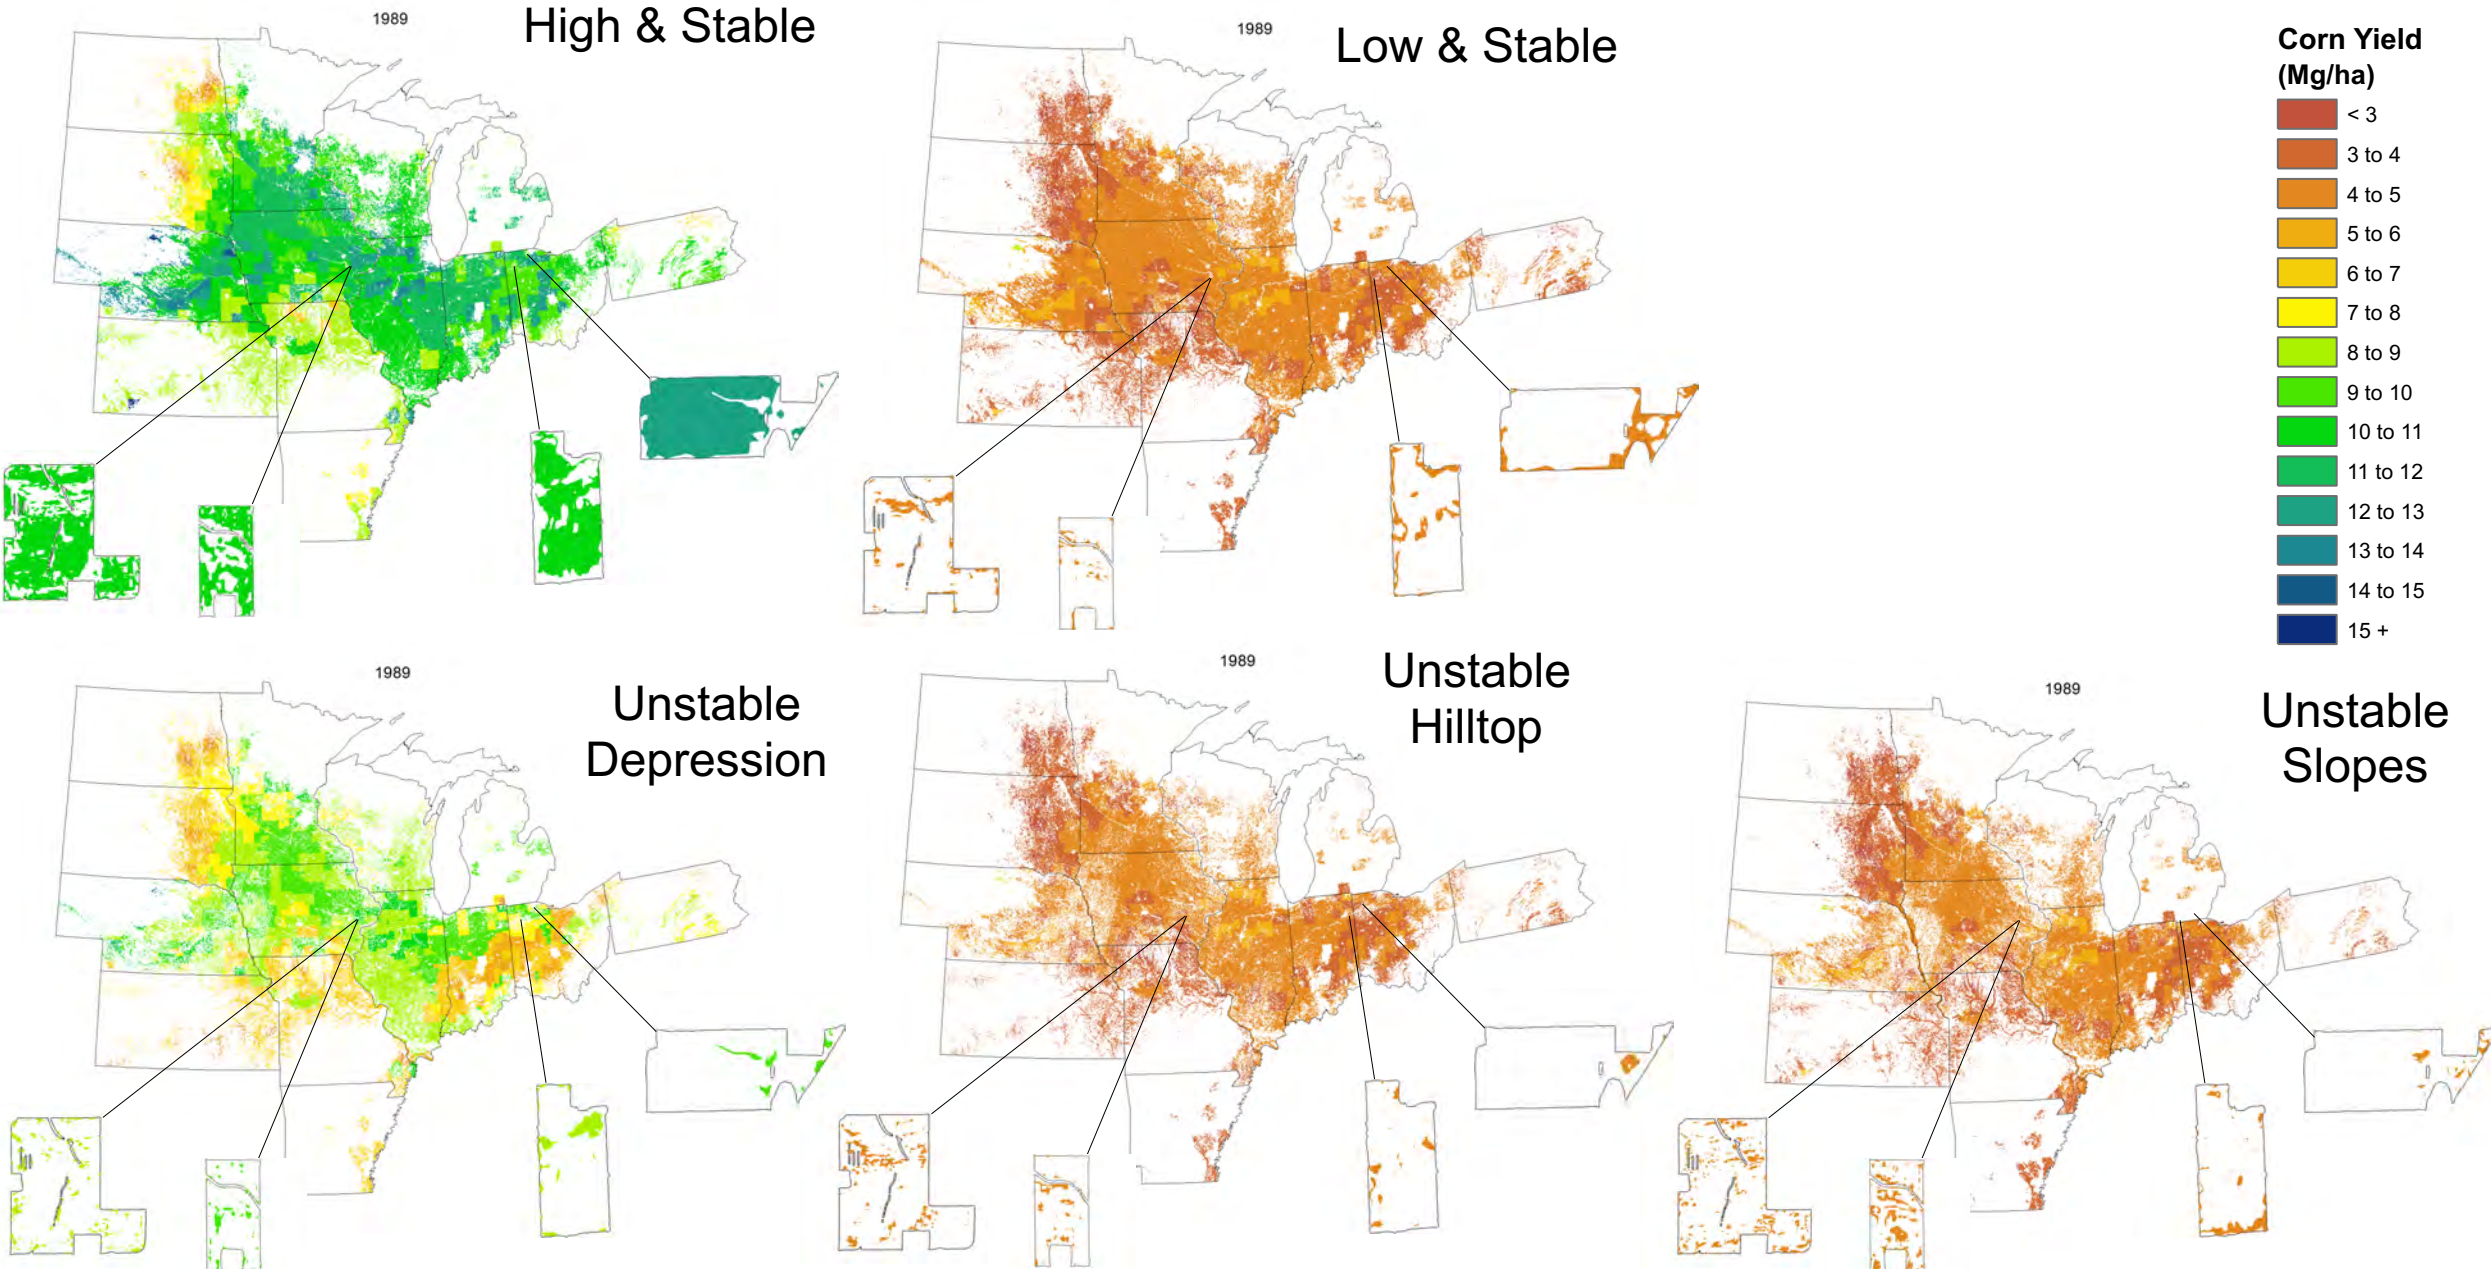 1989
High & Stable
1989
Low & Stable
Corn Yield
(Mg/ha)
< 3
3 to 4
4 to 5
5 to 6
6 to 7
7 to 8
8 to 9
9 to 10
10 to 11
11 to 12
12 to 13
13 to 14
14 to 15
15 +
1989
Unstable
Depression
1989
Unstable
Hilltop
1989
Unstable
Slopes